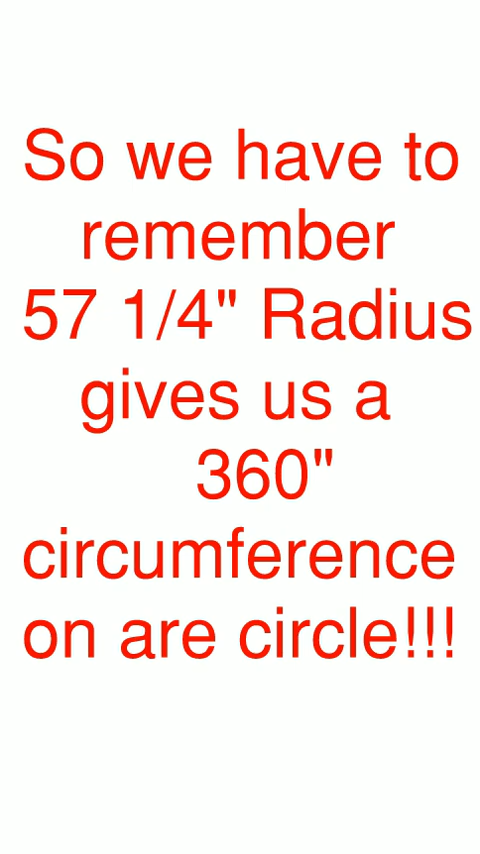 So we have to
remember
57 1/4" Radius
gives us a
360"
circumference
on are circle!!!